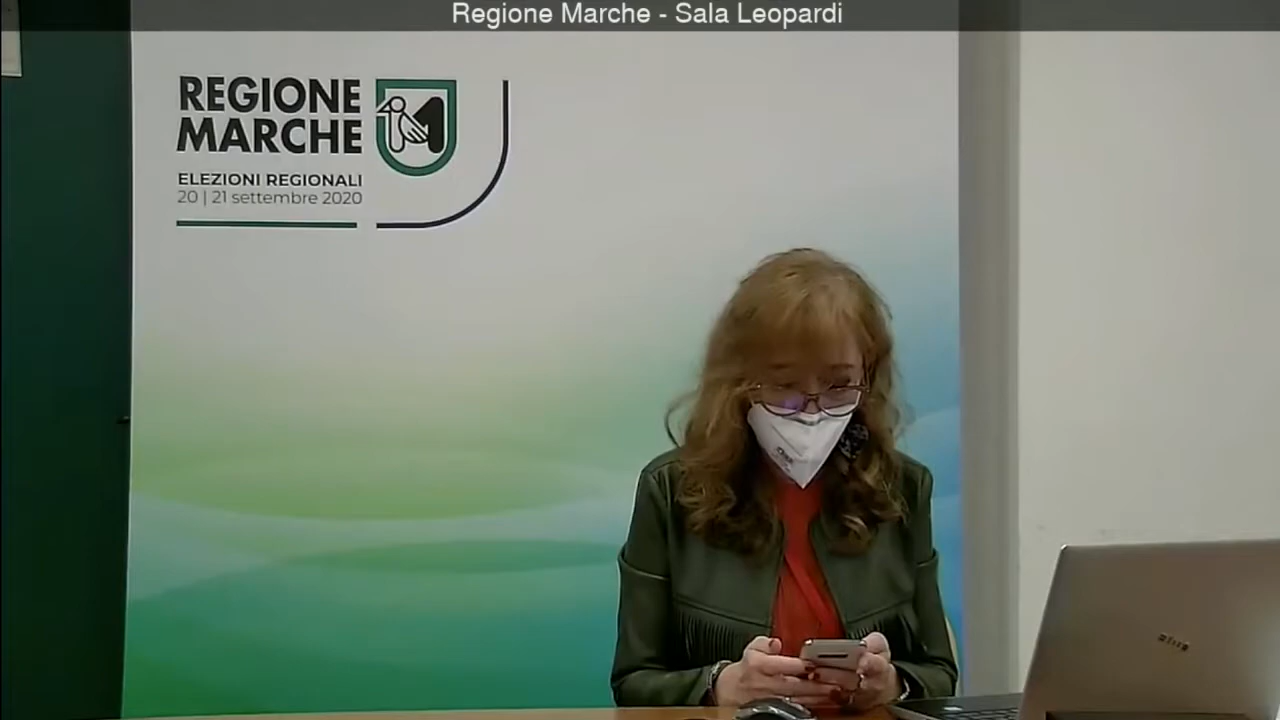 Regione Marche - Sala Leopardi
REGIONE
MARCHE
ELEZIONI REGIONALI
20 | 21 settembre 2020